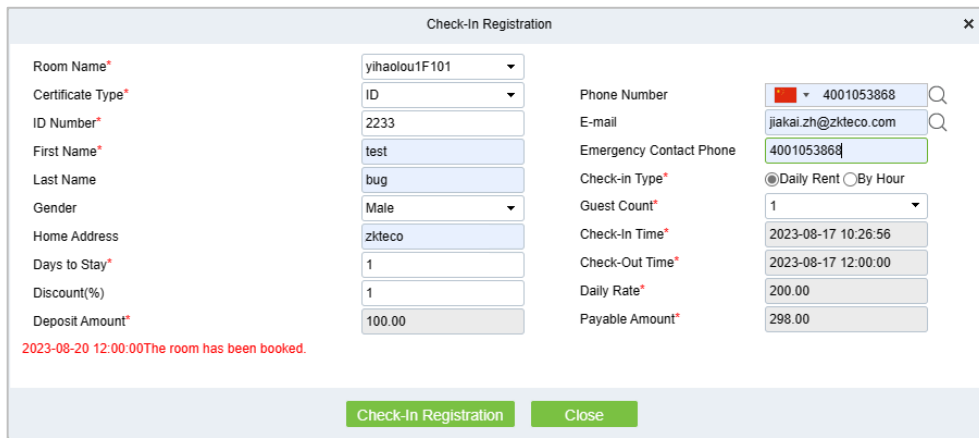 Check-In Registration
Room Name* yihaolou1F101
Certificate Type* ID
ID Number* 2233
First Name* test
Last Name bug
Gender Male
Home Address zkteco
Days to Stay* 1
Discount(%) 1
Deposit Amount* 100.00
Phone Number 4001053868
E-mail jiakai.zh@zkteco.com
Emergency Contact Phone 4001053868
Check-in Type* Daily Rent By Hour
Guest Count* 1
Check-In Time* 2023-08-17 10:26:56
Check-Out Time* 2023-08-17 12:00:00
Daily Rate* 200.00
Payable Amount* 298.00
2023-08-20 12:00:00The room has been booked.
Check-In Registration Close